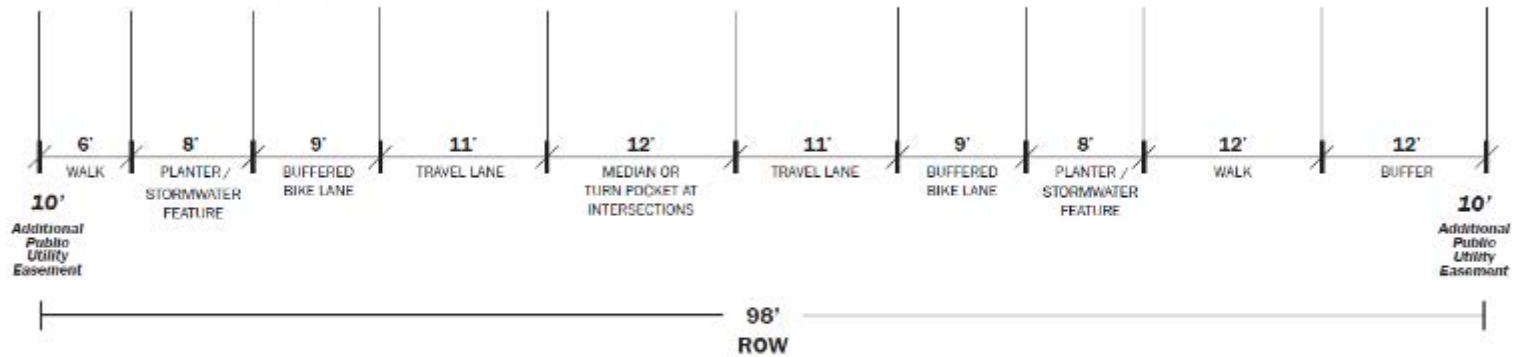 6' 8' 9' 11' 12' 11' 9' 8' 12' 12'
WALK
PLANTER /
STORMWATER
FEATURE
BUFFERED
BIKE LANE
TRAVEL LANE
MEDIAN OR
TURN POCKET AT
INTERSECTIONS
TRAVEL LANE
BUFFERED
BIKE LANE
PLANTER /
STORMWATER
FEATURE
WALK
BUFFER
10'
Additional
Public
Utility
Easement
10'
Additional
Public
Utility
Easement
98'
ROW